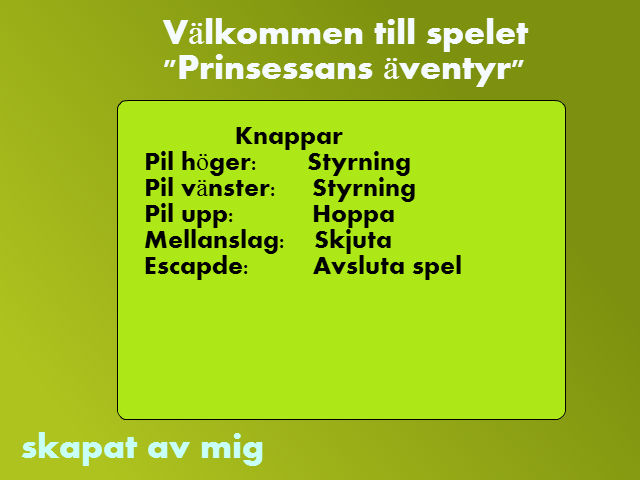 Välkommen till spelet
"Prinsessans äventyr"
Knappar
Pil höger: Styrning
Pil vänster: Styrning
Pil upp: Hoppa
Mellanslag: Skjuta
Escapde: Avsluta spel
skapat av mig